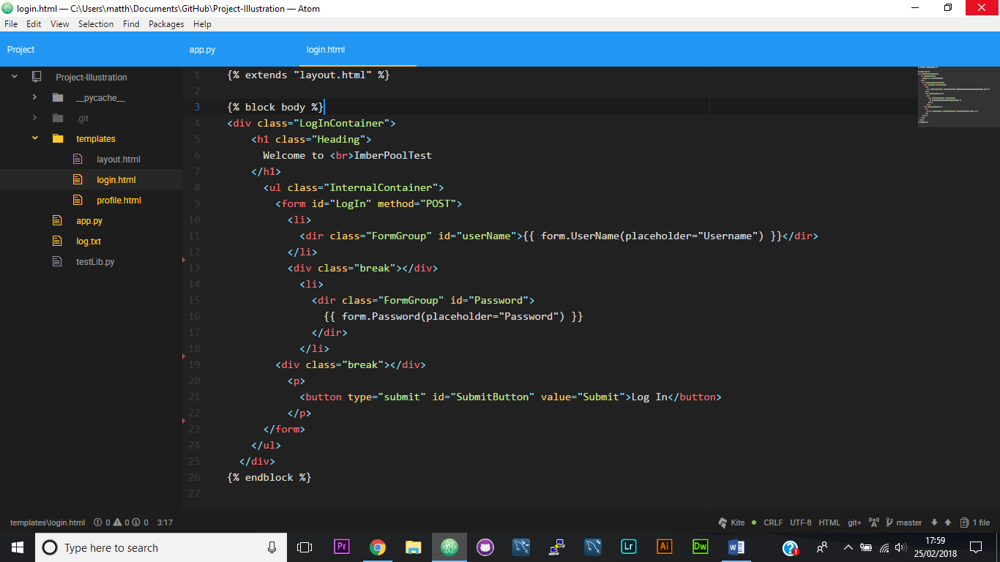 login.html — C:\Users\matth\Documents\GitHub\Project-Illustration — Atom
File Edit View Selection Find Packages Help
Project app.py login.html
Project-Illustration
__pycache__
.git
templates
layout.html
login.html
profile.html
app.py
log.txt
testLib.py
1 {% extends "layout.html" %}
2
3 {% block body %}
4 <div class="LogInContainer">
5 <h1 class="Heading">
6 Welcome to <br>ImberPoolTest
7 </h1>
8 <ul class="InternalContainer">
9 <form id="LogIn" method="POST">
10 <li>
11 <dir class="FormGroup" id="userName">{{ form.UserName(placeholder="Username") }}</dir>
12 </li>
13 <div class="break"></div>
14 <li>
15 <dir class="FormGroup" id="Password">
16 {{ form.Password(placeholder="Password") }}
17 </dir>
18 </li>
19 <div class="break"></div>
20 <p>
21 <button type="submit" id="SubmitButton" value="Submit">Log In</button>
22 </p>
23 </form>
24 </ul>
25 </div>
26 {% endblock %}
27
templates\login.html 0 0 0 3:17 Kite CRLF UTF-8 HTML git+ master 1 file
Type here to search Pr Lr Ai Dw W 17:59
25/02/2018